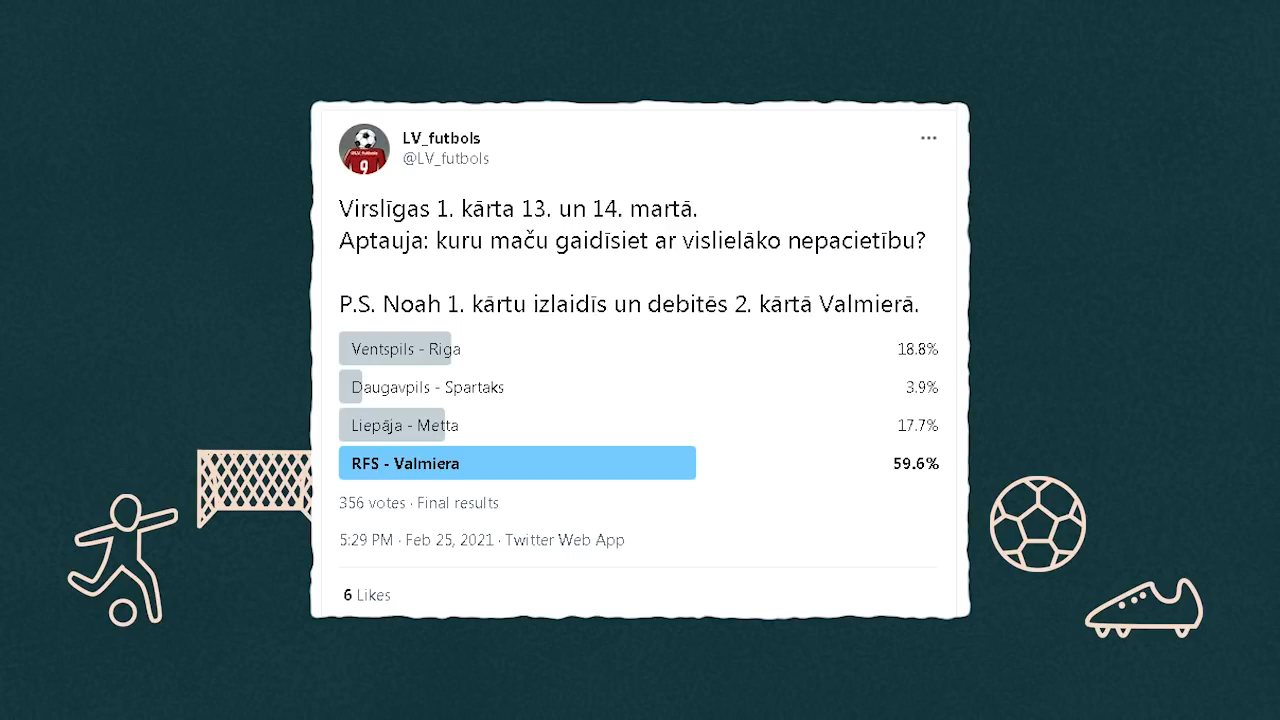 LV_futbols
@LV_futbols
Virslīgas 1. kārta 13. un 14. martā.
Aptauja: kuru maču gaidīsiet ar vislielāko nepacietību?
P.S. Noah 1. kārtu izlaidīs un debitēs 2. kārtā Valmierā.
Ventspils - Riga 18.8%
Daugavpils - Spartaks 3.9%
Liepāja - Metta 17.7%
RFS - Valmiera 59.6%
356 votes · Final results
5:29 PM · Feb 25, 2021 · Twitter Web App
6 Likes
@LV_futbols
9